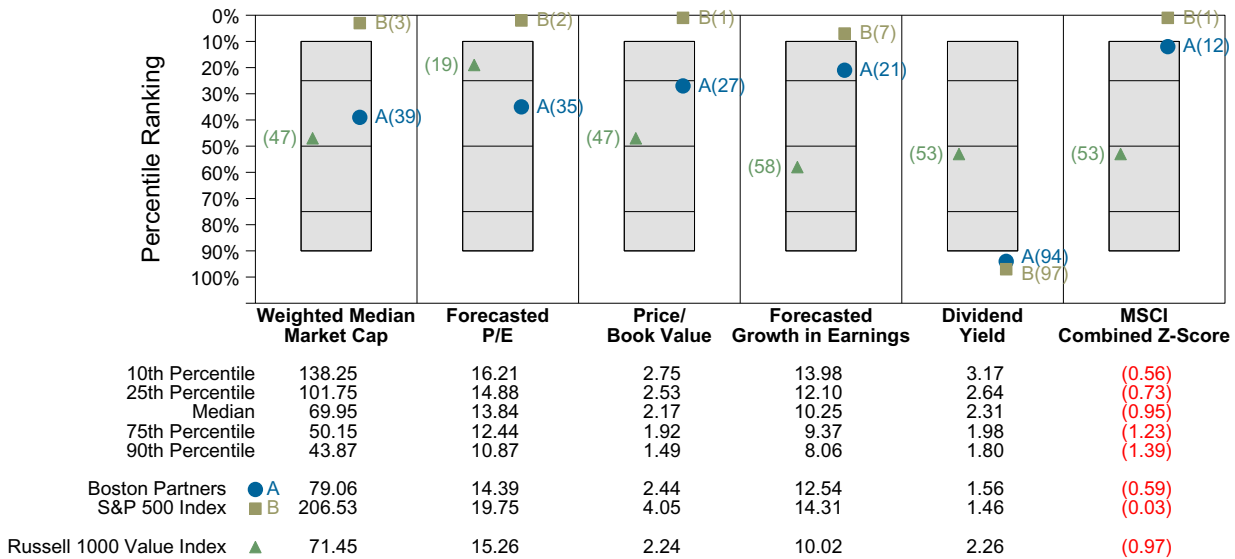 Percentile Ranking
0%
10%
20%
30%
40%
50%
60%
70%
80%
90%
100%
B(3)
A(39)
(47)
B(2)
(19)
A(35)
B(1)
A(27)
(47)
B(7)
A(21)
(58)
(53)
A(94)
B(97)
B(1)
A(12)
(53)
Weighted Median Market Cap
Forecasted P/E
Price/ Book Value
Forecasted Growth in Earnings
Dividend Yield
MSCI Combined Z-Score
10th Percentile 138.25 16.21 2.75 13.98 3.17 (0.56)
25th Percentile 101.75 14.88 2.53 12.10 2.64 (0.73)
Median 69.95 13.84 2.17 10.25 2.31 (0.95)
75th Percentile 50.15 12.44 1.92 9.37 1.98 (1.23)
90th Percentile 43.87 10.87 1.49 8.06 1.80 (1.39)
Boston Partners A 79.06 14.39 2.44 12.54 1.56 (0.59)
S&P 500 Index B 206.53 19.75 4.05 14.31 1.46 (0.03)
Russell 1000 Value Index 71.45 15.26 2.24 10.02 2.26 (0.97)